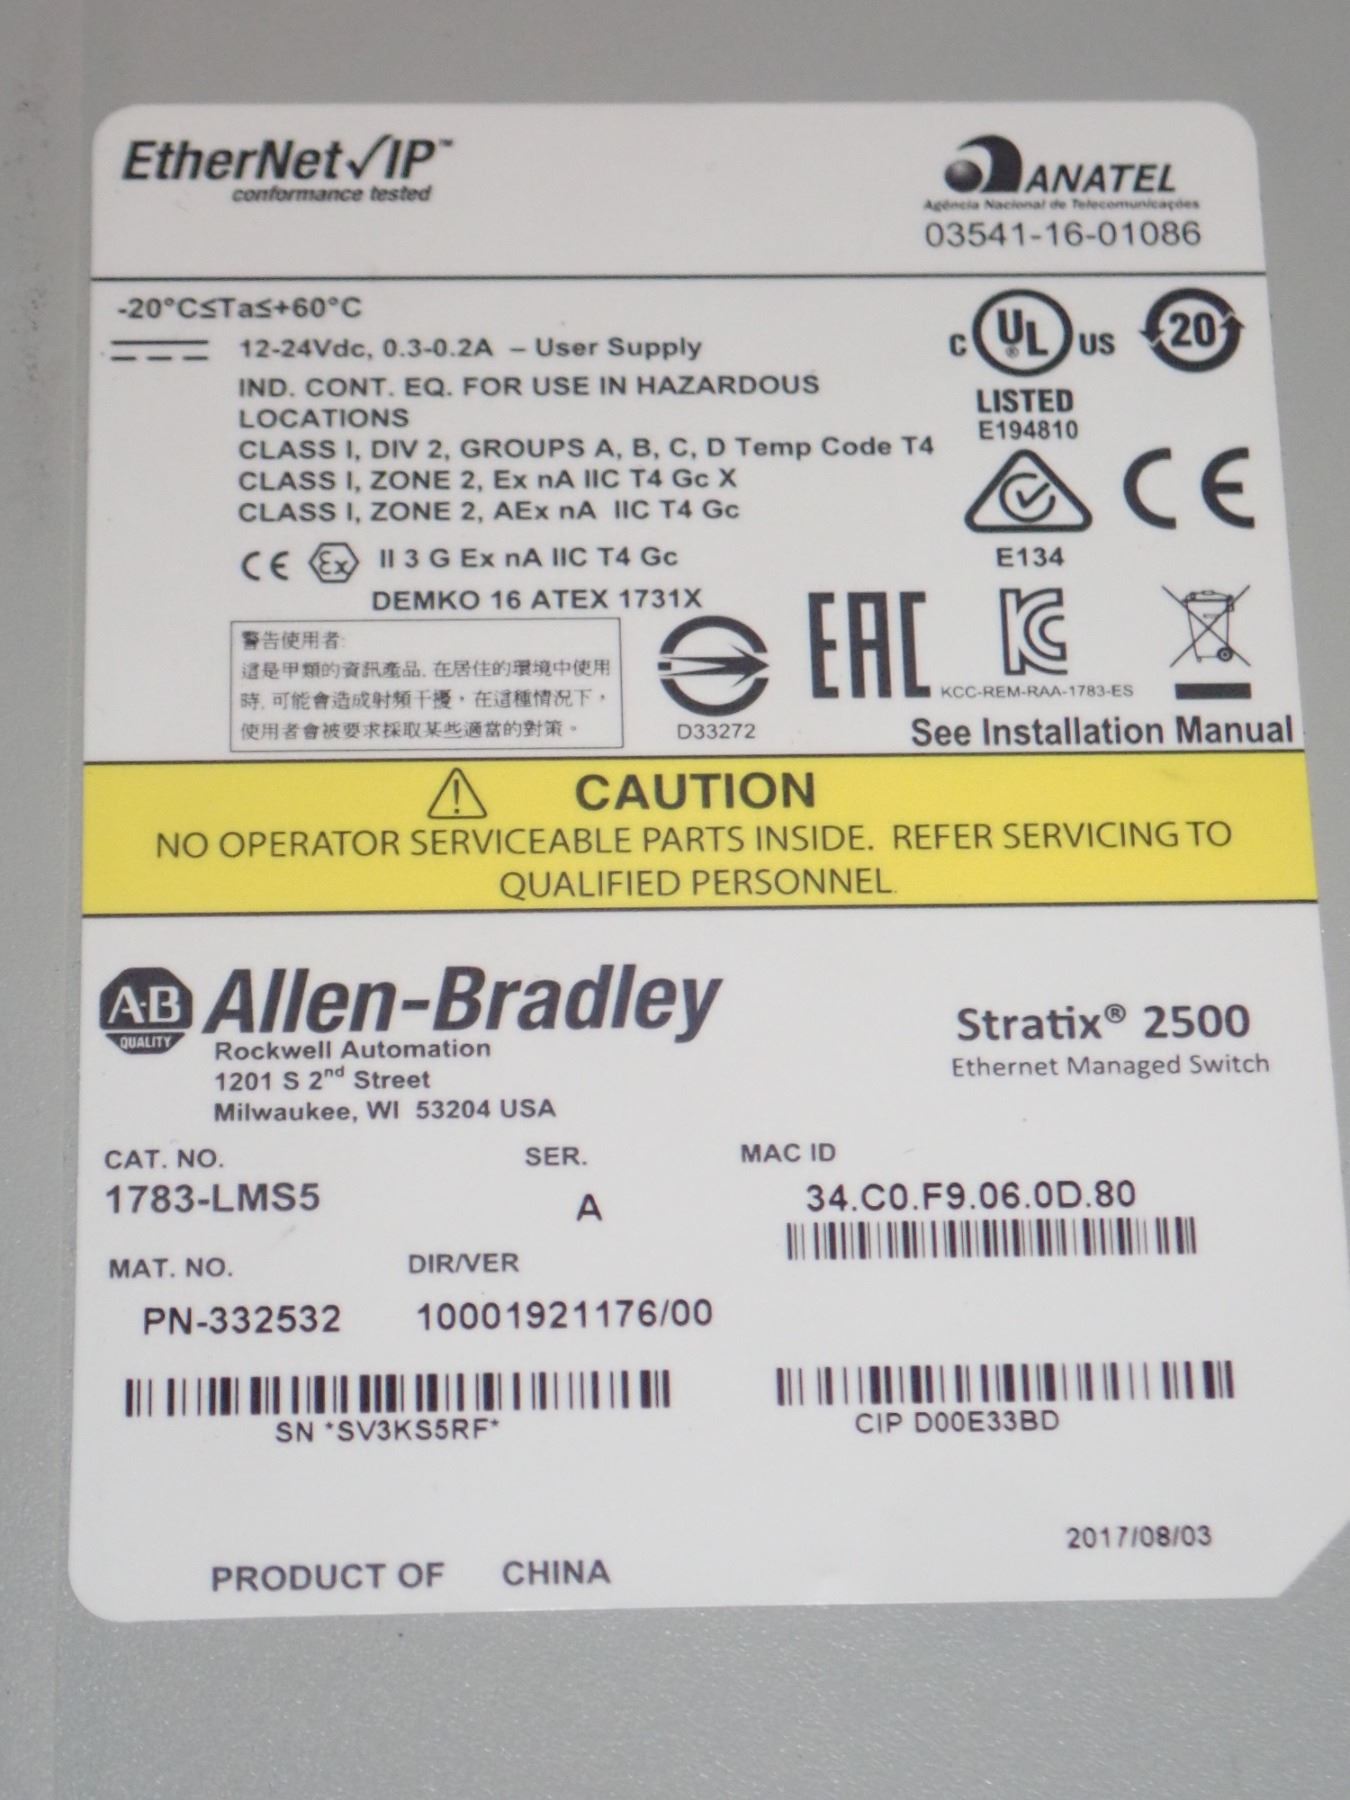 EtherNet/IP™
conformance tested
ANATEL
Agência Nacional de Telecomunicações
03541-16-01086
-20°C≤Ta≤+60°C
12-24Vdc, 0.3-0.2A – User Supply
IND. CONT. EQ. FOR USE IN HAZARDOUS
LOCATIONS
CLASS I, DIV 2, GROUPS A, B, C, D Temp Code T4
CLASS I, ZONE 2, Ex nA IIC T4 Gc X
CLASS I, ZONE 2, AEx nA IIC T4 Gc
C UL ® US
LISTED
E194810
20
CE
E134
CE Ex II 3 G Ex nA IIC T4 Gc
DEMKO 16 ATEX 1731X
警告使用者:
這是甲類的資訊產品,在居住的環境中使用
時,可能會造成射頻干擾,在這種情況下,
使用者會被要求採取某些適當的對策。
D33272
EAC
KC
KCC-REM-RAA-1783-ES
See Installation Manual
CAUTION
NO OPERATOR SERVICEABLE PARTS INSIDE. REFER SERVICING TO
QUALIFIED PERSONNEL.
A-B
QUALITY
Allen-Bradley
Rockwell Automation
1201 S 2nd Street
Milwaukee, WI 53204 USA
Stratix® 2500
Ethernet Managed Switch
CAT. NO. SER. MAC ID
1783-LMS5 A 34.C0.F9.06.0D.80
MAT. NO. DIR/VER
PN-332532 10001921176/00
SN *SV3KS5RF*
CIP D00E33BD
2017/08/03
PRODUCT OF CHINA